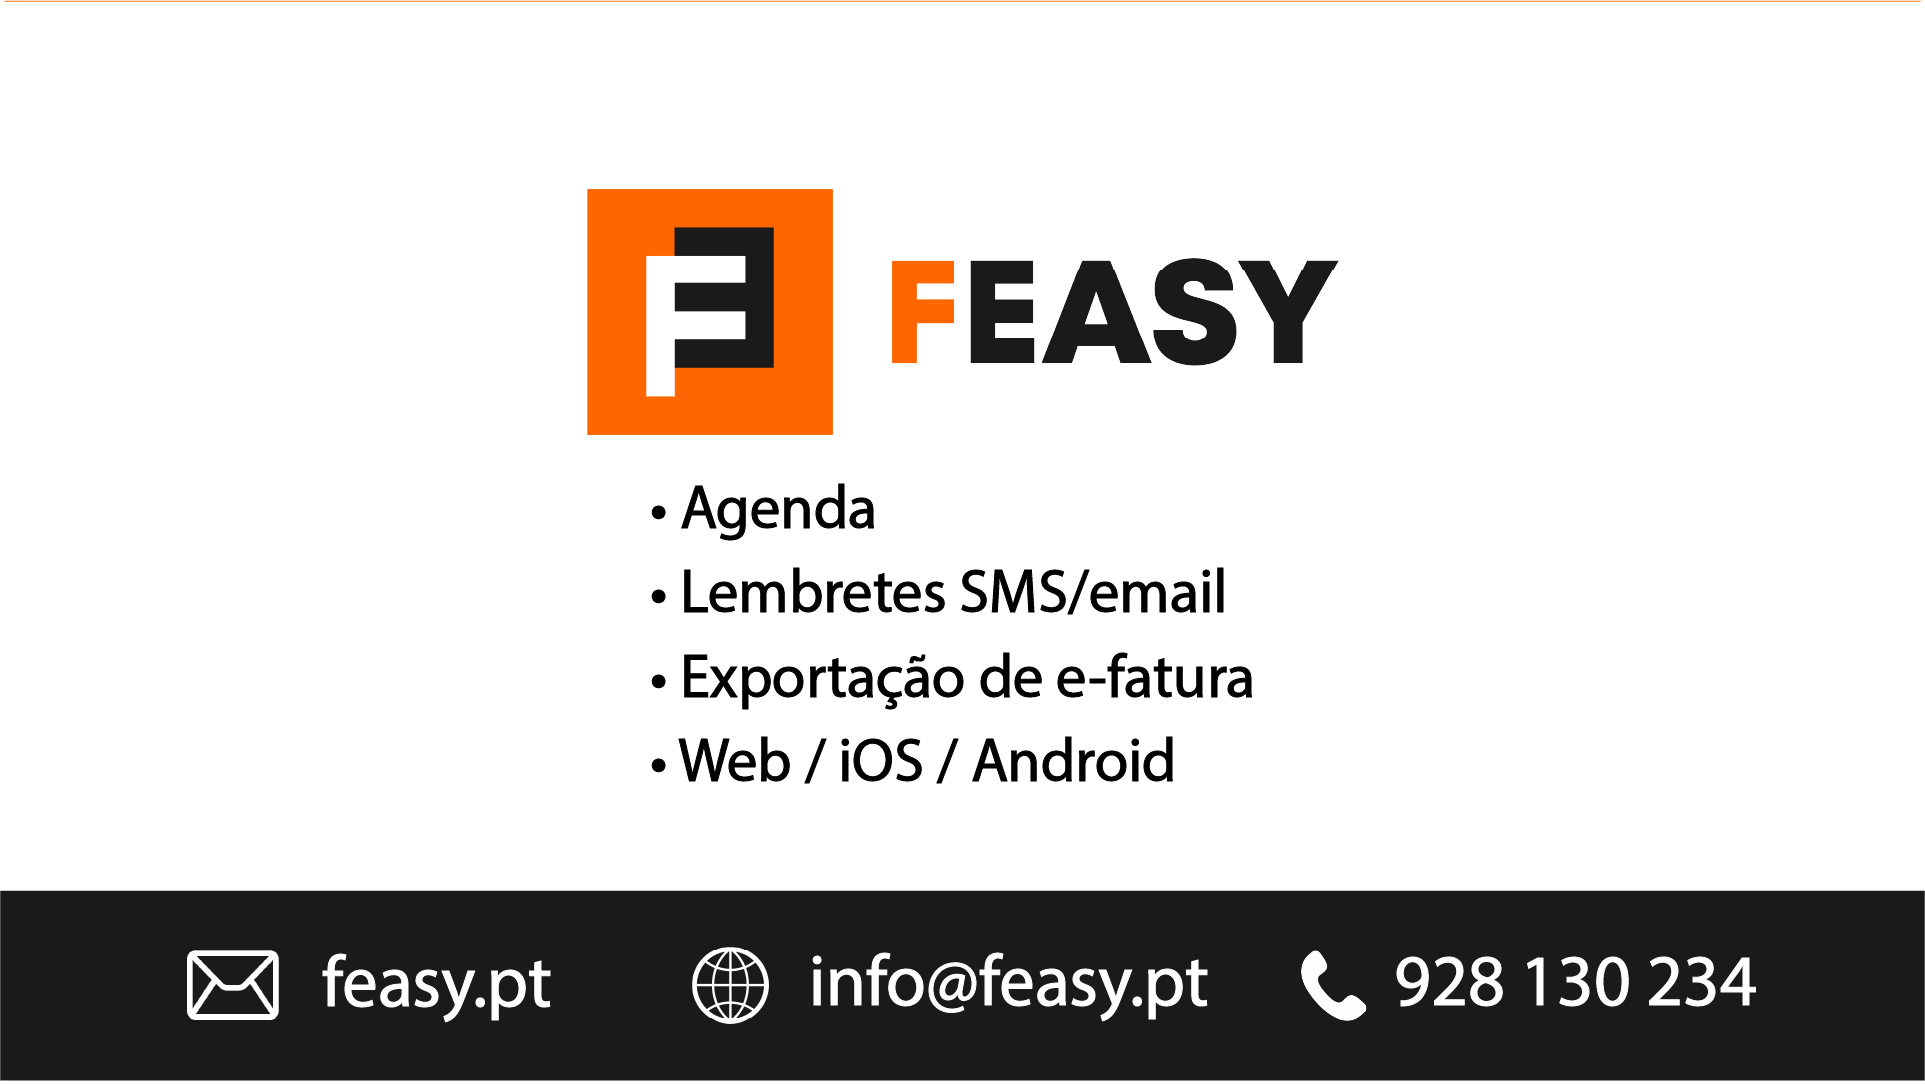 FEASY
• Agenda
• Lembretes SMS/email
• Exportação de e-fatura
• Web / iOS / Android
feasy.pt
info@feasy.pt
928 130 234